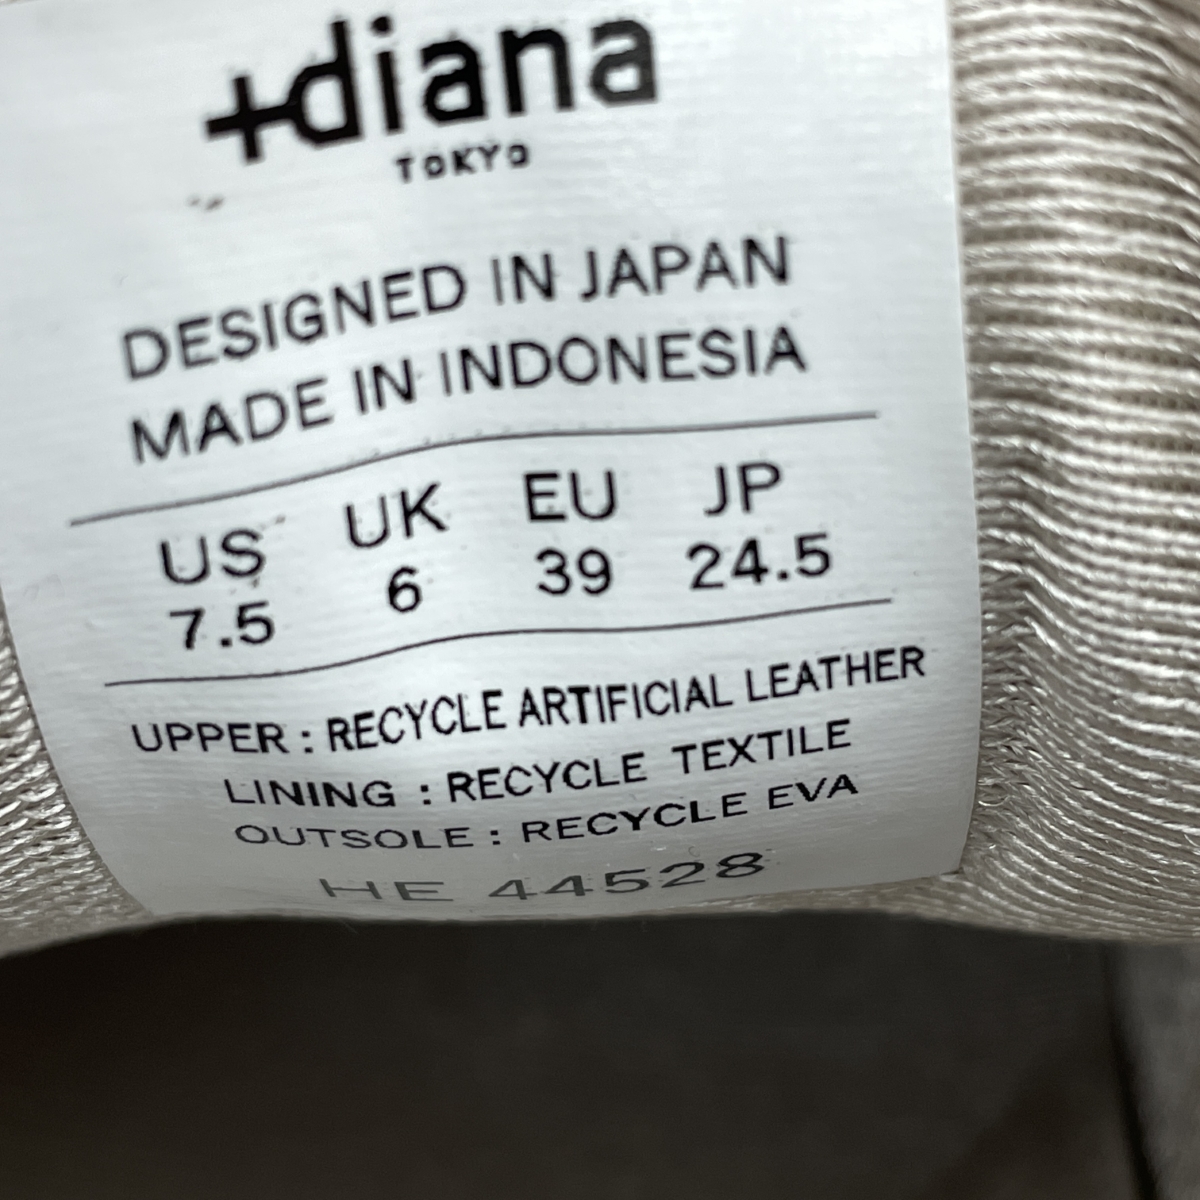 +diana
TOKYO
DESIGNED IN JAPAN
MADE IN INDONESIA
US UK EU JP
7.5 6 39 24.5
UPPER : RECYCLE ARTIFICIAL LEATHER
LINING : RECYCLE TEXTILE
OUTSOLE : RECYCLE EVA
HE 44528